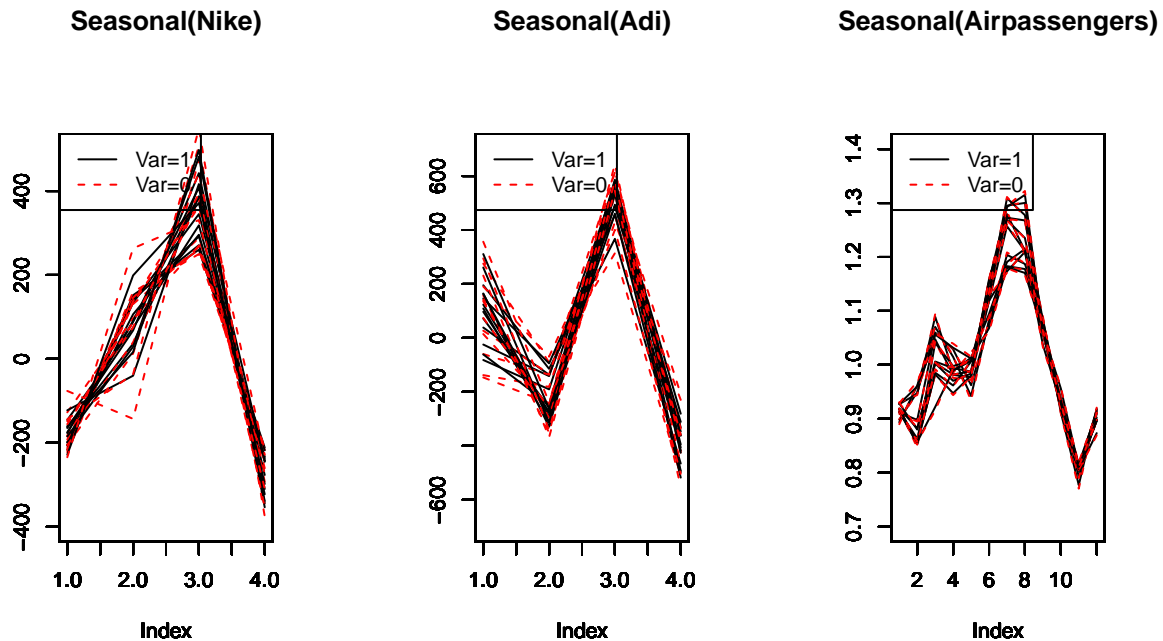 Seasonal(Nike)
Var=1
Var=0
400
200
0
−200
−400
1.0 2.0 3.0 4.0
Index
Seasonal(Adi)
Var=1
Var=0
600
400
200
0
−200
−600
1.0 2.0 3.0 4.0
Index
Seasonal(Airpassengers)
Var=1
Var=0
1.4
1.3
1.2
1.1
1.0
0.9
0.8
0.7
2 4 6 8 10
Index